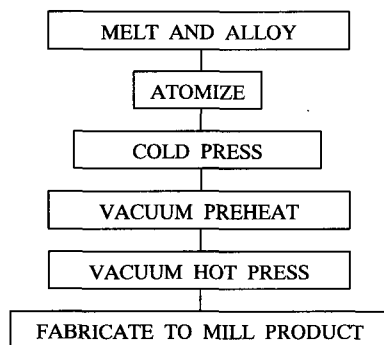 MELT AND ALLOY
ATOMIZE
COLD PRESS
VACUUM PREHEAT
VACUUM HOT PRESS
FABRICATE TO MILL PRODUCT